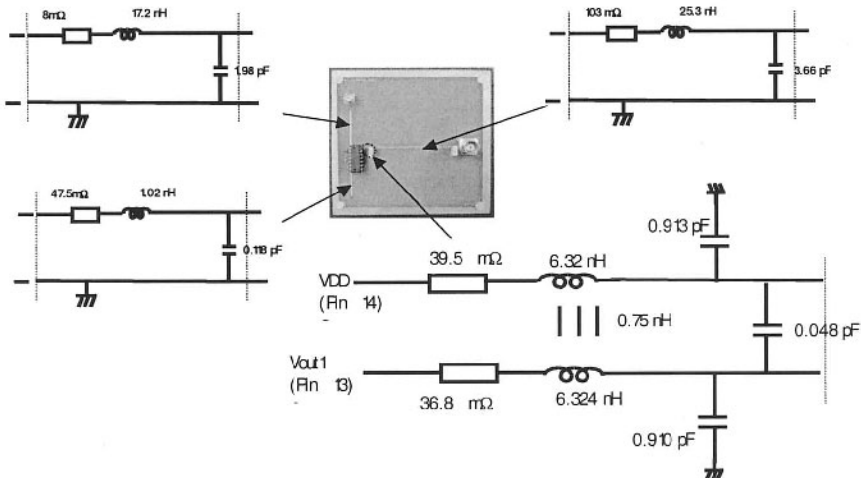 8mΩ 17.2 nH
1.98 pF
103 mΩ 25.3 nH
3.66 pF
47.5mΩ 1.02 nH
0.118 pF
0.913 pF
39.5 mΩ 6.32 nH
VDD
(Pin 14)
0.75 nH
0.048 pF
Vout1
(Pin 13)
36.8 mΩ 6.324 nH
0.910 pF